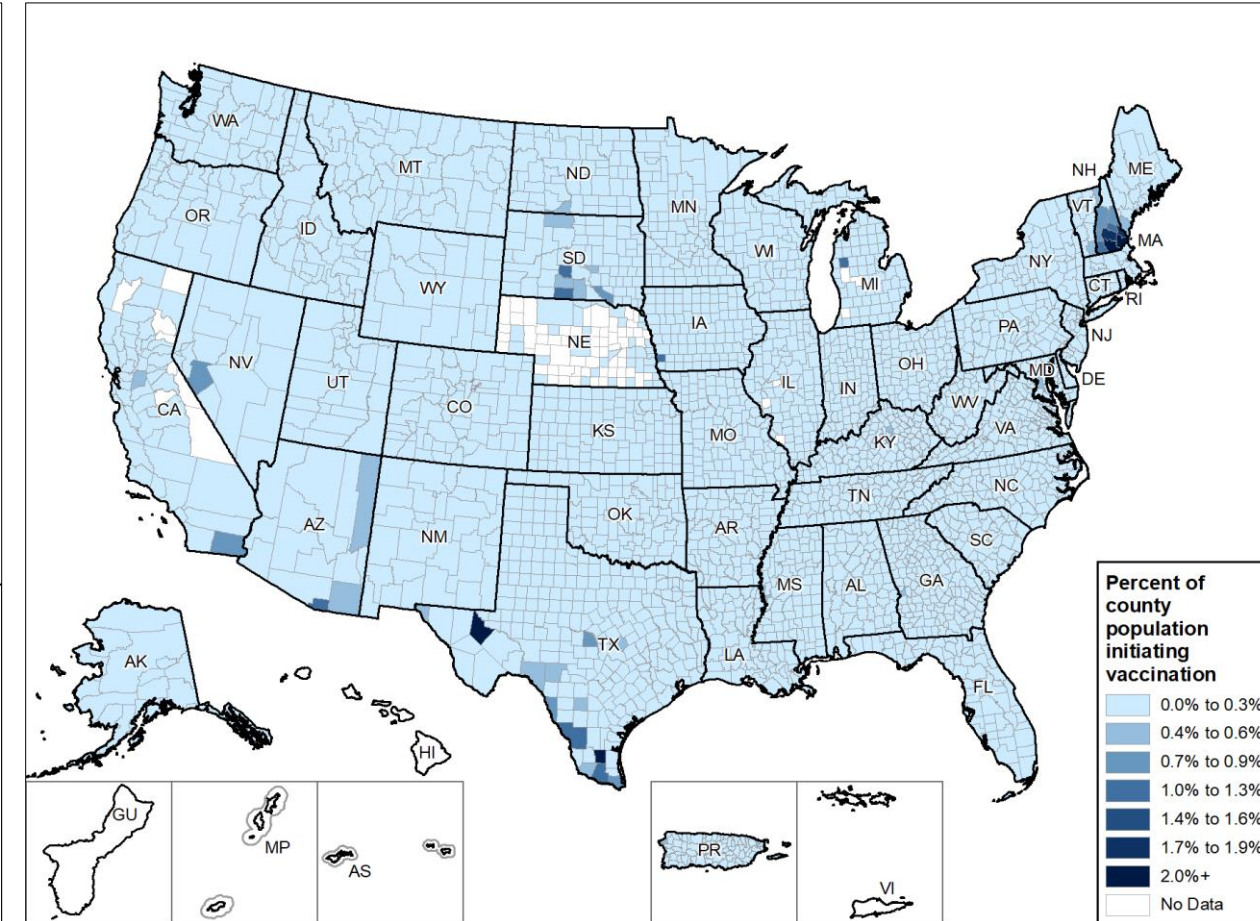 WA
MT
ND
OR
ID
MN
SD
WI
WY
MI
NH
VT
ME
NY
MA
CT
RI
IA
NE
PA
NJ
NV
UT
CO
CA
IL
IN
OH
MD
DE
WV
VA
KS
MO
KY
AZ
NM
OK
AR
TN
NC
SC
MS
AL
GA
TX
LA
FL
AK
HI
GU
MP
AS
PR
VI
Percent of
county
population
initiating
vaccination
0.0% to 0.3%
0.4% to 0.6%
0.7% to 0.9%
1.0% to 1.3%
1.4% to 1.6%
1.7% to 1.9%
2.0%+
No Data